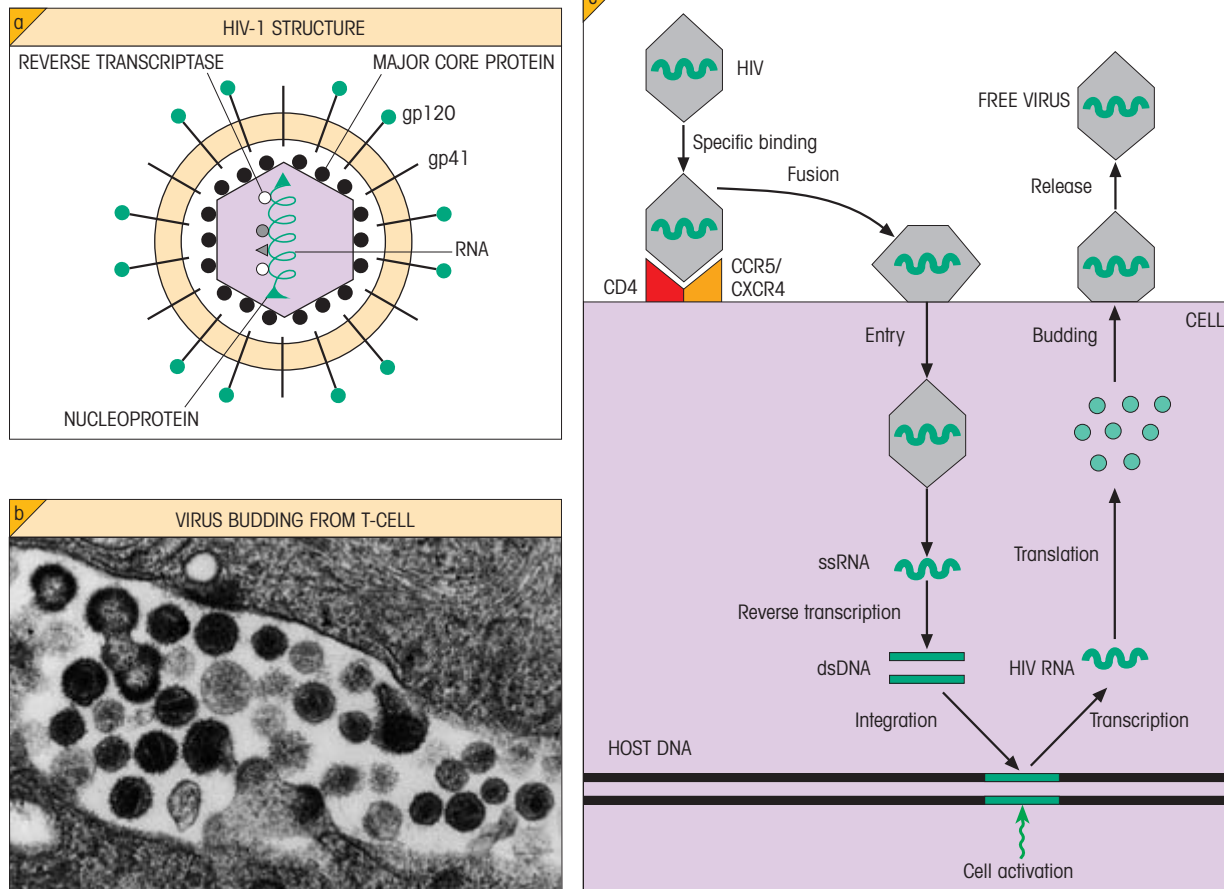 a
HIV-1 STRUCTURE
REVERSE TRANSCRIPTASE
MAJOR CORE PROTEIN
gp120
gp41
RNA
NUCLEOPROTEIN
b
VIRUS BUDDING FROM T-CELL
HIV
Specific binding
Fusion
CD4
CCR5/
CXCR4
FREE VIRUS
Release
CELL
Entry
Budding
ssRNA
Reverse transcription
dsDNA
Integration
Translation
HIV RNA
Transcription
HOST DNA
Cell activation